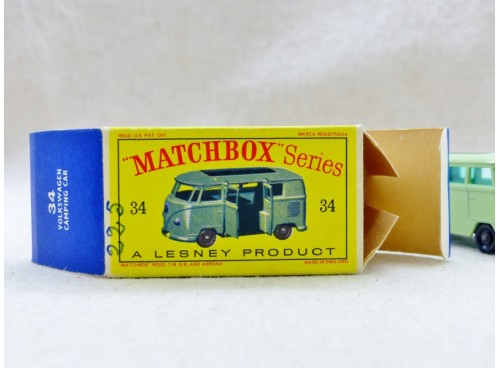 34
VOLKSWAGEN
CAMPING CAR
REGD. U.S. PAT. OFF.
MARCA REGISTRADA
"MATCHBOX" Series
34
34
225
A LESNEY PRODUCT
"MATCHBOX" REGD. T.M. U.S. AND ABROAD
MADE IN ENGLAND